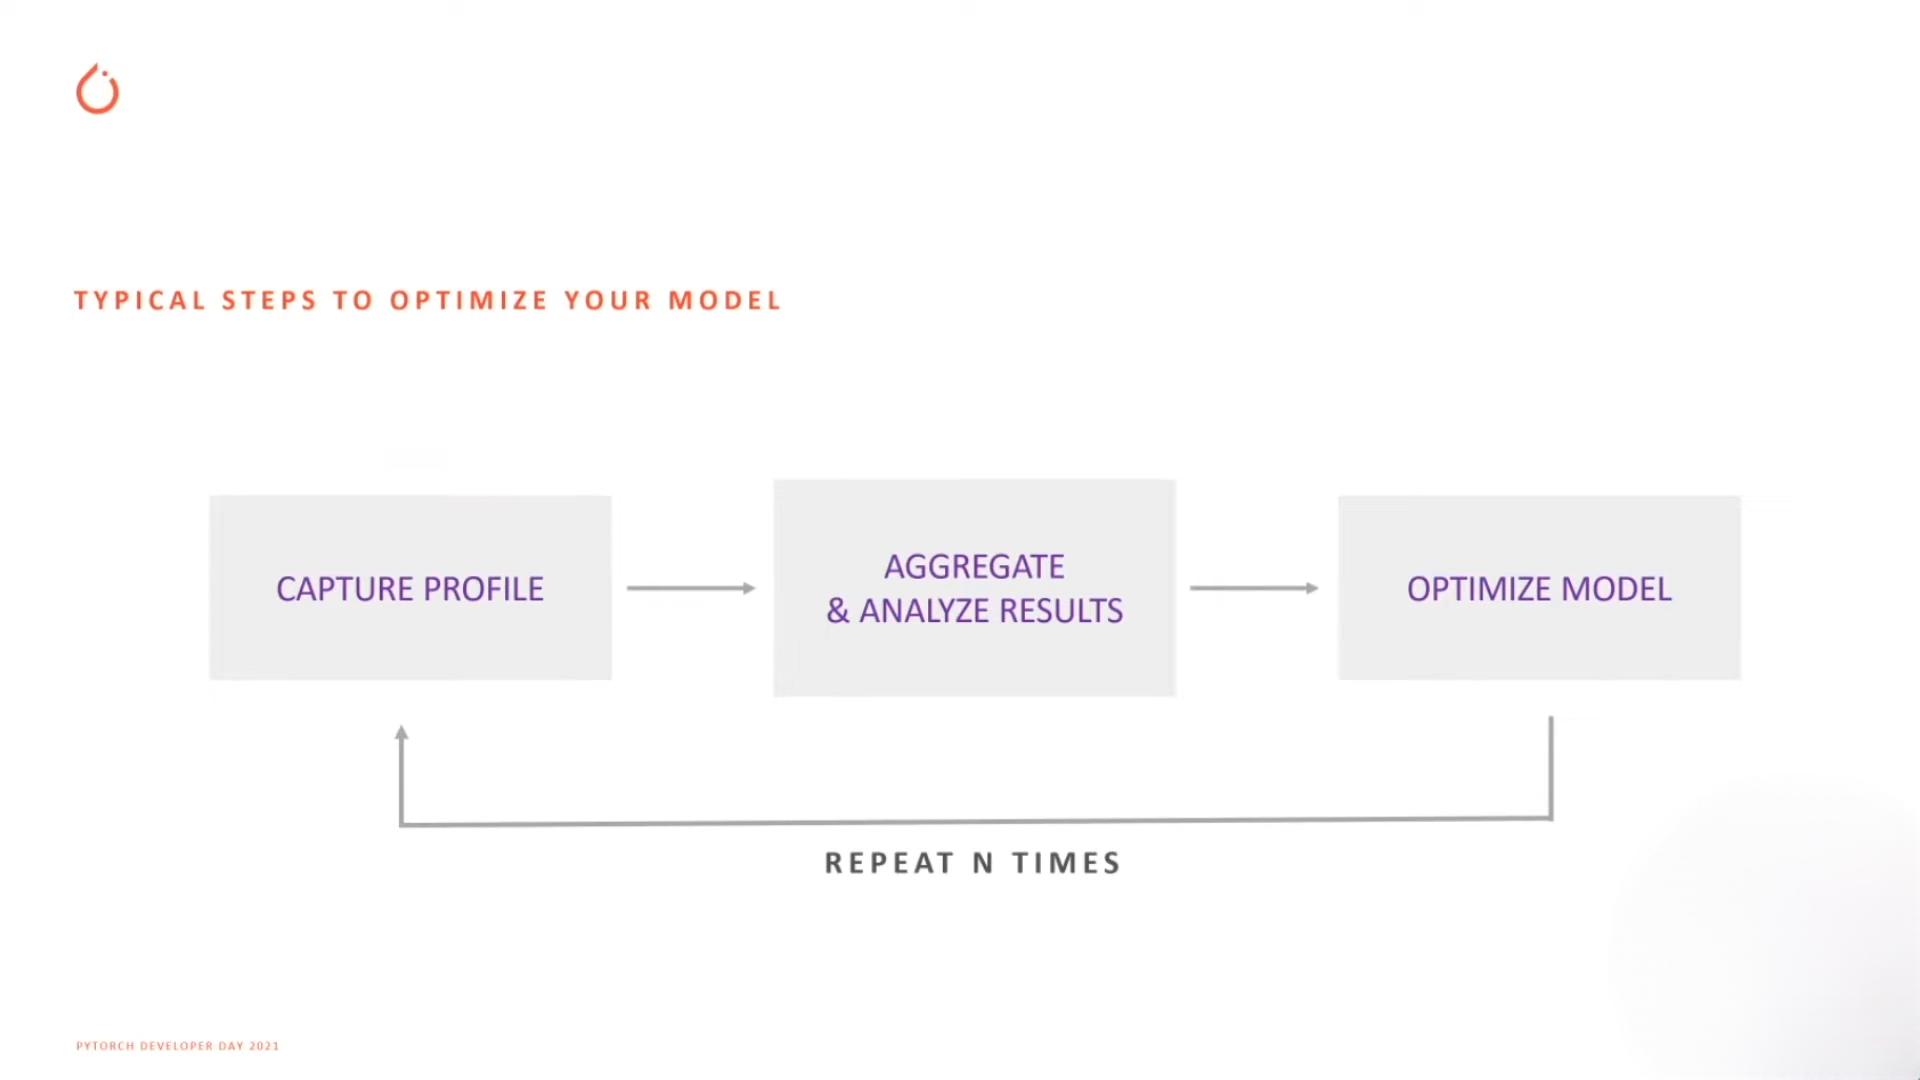 TYPICAL STEPS TO OPTIMIZE YOUR MODEL
CAPTURE PROFILE
AGGREGATE
& ANALYZE RESULTS
OPTIMIZE MODEL
REPEAT N TIMES
PYTORCH DEVELOPER DAY 2021